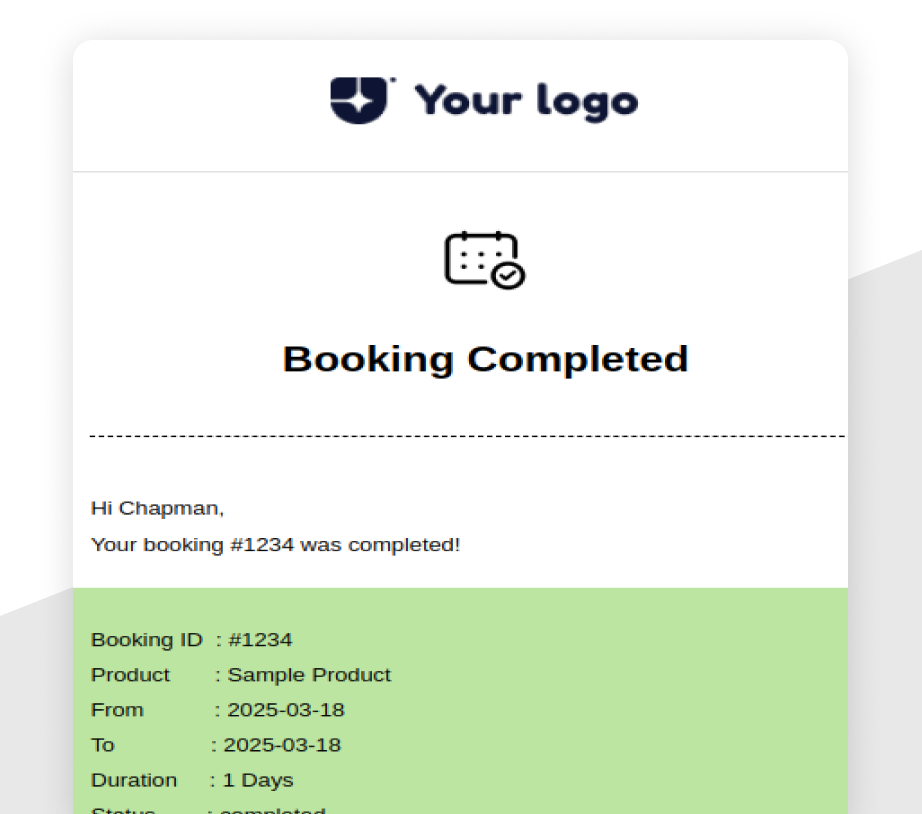 Your logo
Booking Completed
Hi Chapman,
Your booking #1234 was completed!
Booking ID : #1234
Product : Sample Product
From : 2025-03-18
To : 2025-03-18
Duration : 1 Days
Status : completed